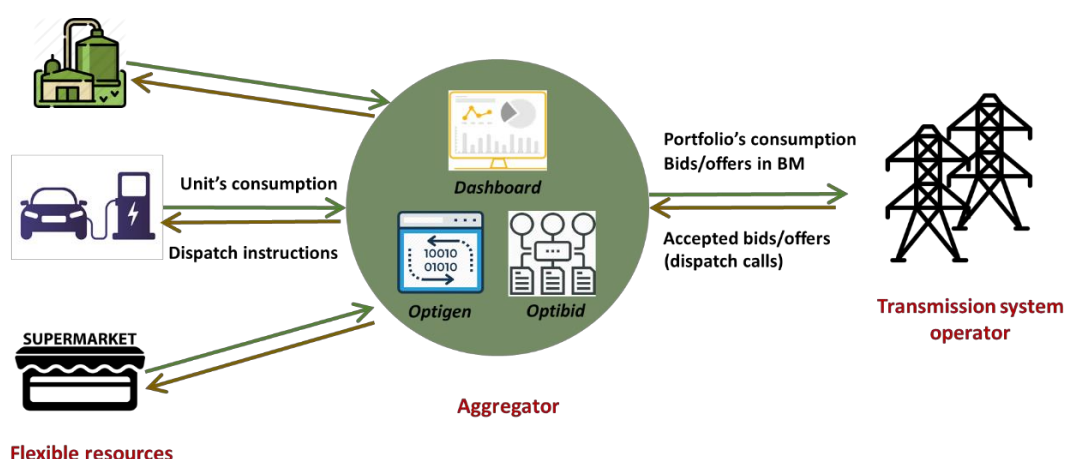 Unit's consumption
Dispatch instructions
SUPERMARKET
Flexible resources
Dashboard
10010
01010
Optigen
Optibid
Aggregator
Portfolio's consumption
Bids/offers in BM
Accepted bids/offers
(dispatch calls)
Transmission system
operator